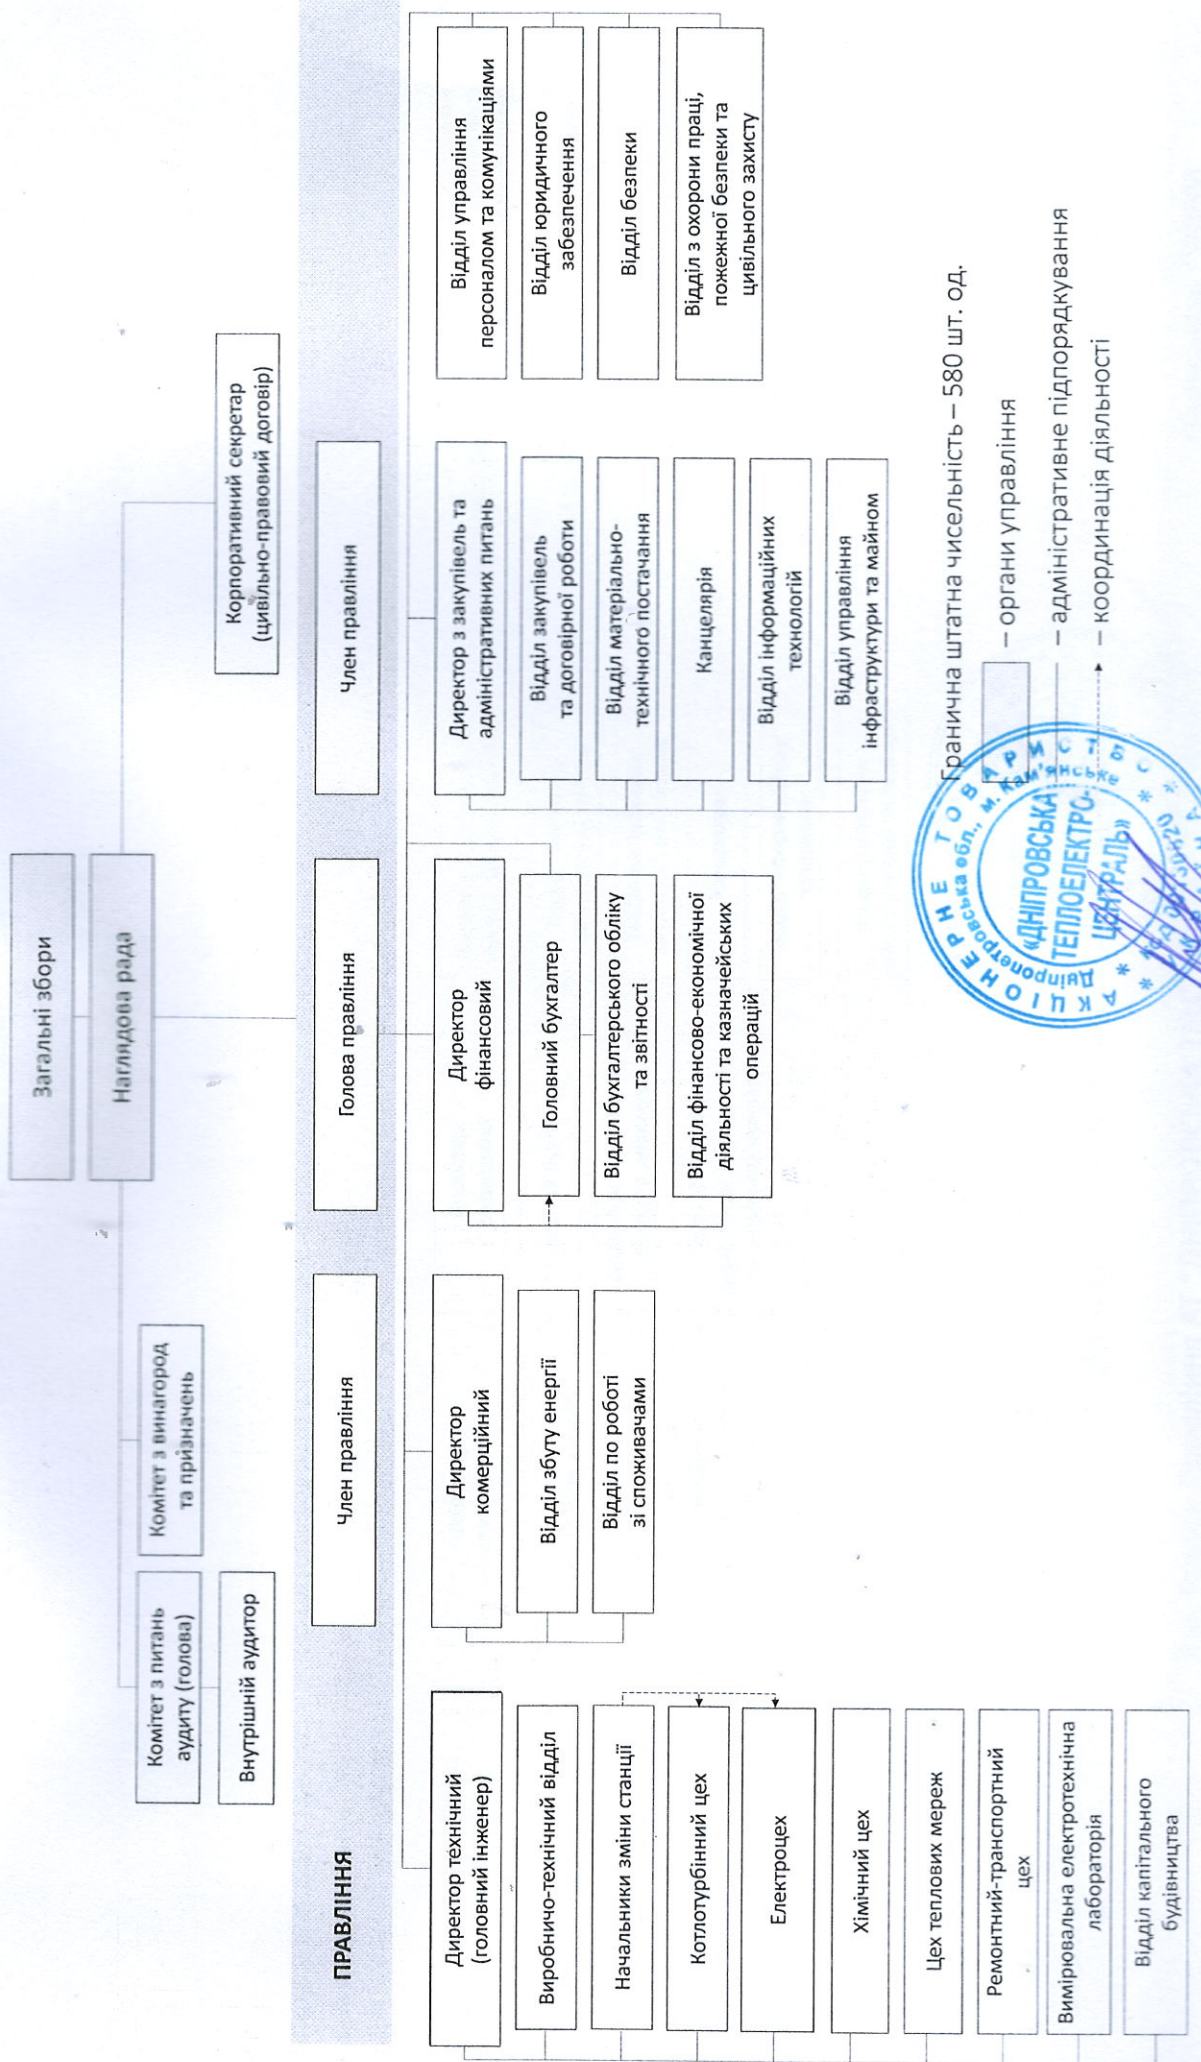 Загальні збори
Наглядова рада
Комітет з питань
аудиту (голова)
Комітет з винагород
та призначень
Внутрішній аудитор
Корпоративний секретар
(цивільно-правовий договір)
ПРАВЛІННЯ
Член правління
Голова правління
Член правління
Директор технічний
(головний інженер)
Виробничо-технічний відділ
Начальники зміни станції
Котлотурбінний цех
Електроцех
Хімічний цех
Цех теплових мереж
Ремонтний-транспортний
цех
Вимірювальна електротехнічна
лабораторія
Відділ капітального
будівництва
Директор
комерційний
Відділ збуту енергії
Відділ по роботі
зі споживачами
Директор
фінансовий
Головний бухгалтер
Відділ бухгалтерського обліку
та звітності
Відділ фінансово-економічної
діяльності та казначейських
операцій
Директор з закупівель та
адміністративних питань
Відділ закупівель
та договірної роботи
Відділ матеріально-
технічного постачання
Канцелярія
Відділ інформаційних
технологій
Відділ управління
інфраструктури та майном
Відділ управління
персоналом та комунікаціями
Відділ юридичного
забезпечення
Відділ безпеки
Відділ з охорони праці,
пожежної безпеки та
цивільного захисту
Гранична штатна чисельність – 580 шт. од.
– органи управління
– адміністративне підпорядкування
– координація діяльності
АКЦІОНЕРНЕ ТОВАРИСТВО
Дніпропетровська обл., м. Кам'янське
«ДНІПРОВСЬКА
ТЕПЛОЕЛЕКТРО-
ЦЕНТРАЛЬ»